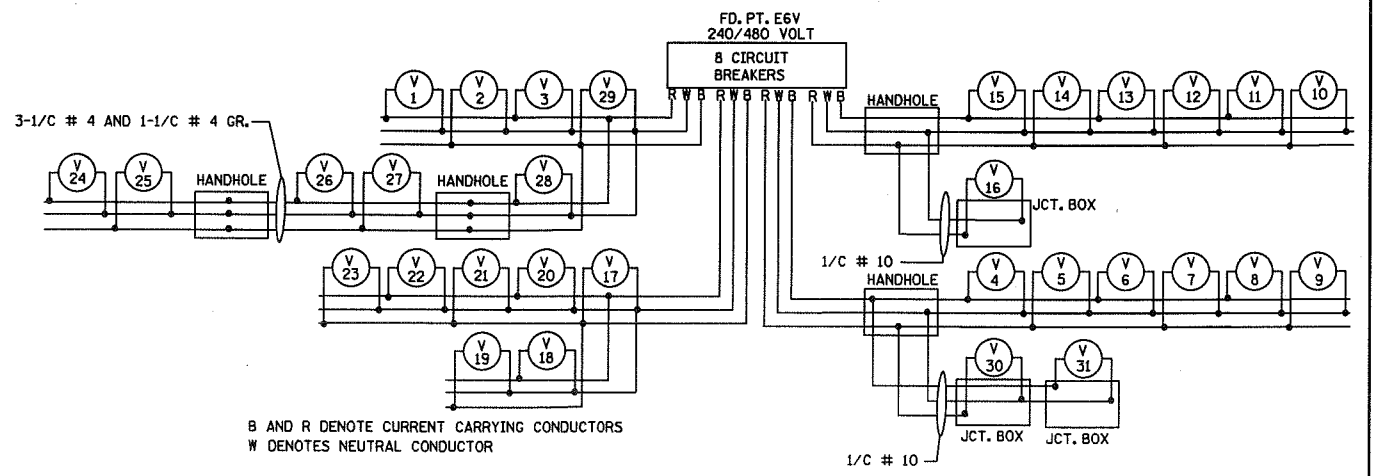 FD. PT. E6V
240/480 VOLT
8 CIRCUIT
BREAKERS
R W B R W B R W B R W B
V 1
V 2
V 3
V 29
HANDHOLE
V 15
V 14
V 13
V 12
V 11
V 10
3-1/C # 4 AND 1-1/C # 4 GR.
V 24
V 25
HANDHOLE
V 26
V 27
HANDHOLE
V 28
V 16
JCT. BOX
1/C # 10
V 23
V 22
V 21
V 20
V 17
HANDHOLE
V 4
V 5
V 6
V 7
V 8
V 9
V 19
V 18
V 30
V 31
JCT. BOX
JCT. BOX
1/C # 10
B AND R DENOTE CURRENT CARRYING CONDUCTORS
W DENOTES NEUTRAL CONDUCTOR